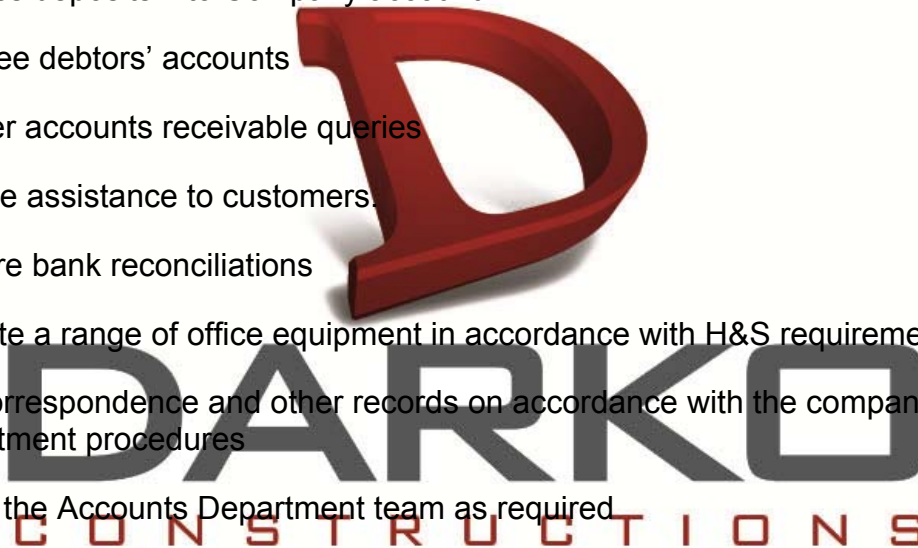 ee debtors’ accounts
er accounts receivable queries
e assistance to customers.
re bank reconciliations
te a range of office equipment in accordance with H&S requireme
orrespondence and other records on accordance with the compan
tment procedures
the Accounts Department team as required
D
DARKO
CONSTRUCTIONS